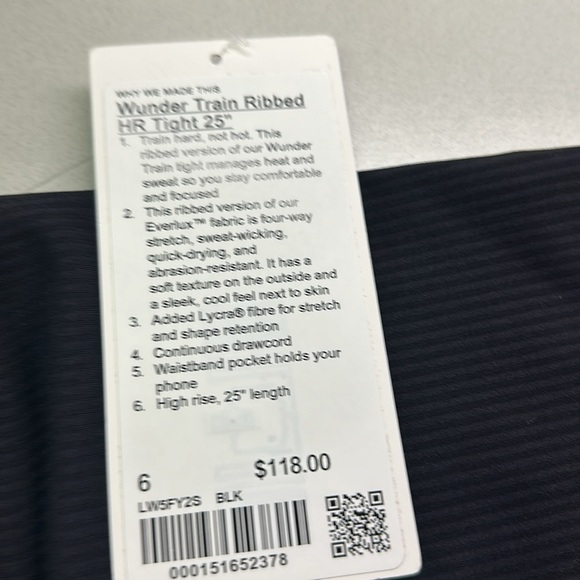 WHY WE MADE THIS
Wunder Train Ribbed
HR Tight 25"
1. Train hard, not hot. This
ribbed version of our Wunder
Train tight manages heat and
sweat so you stay comfortable
and focused
2. This ribbed version of our
Everlux™ fabric is four-way
stretch, sweat-wicking,
quick-drying, and
abrasion-resistant. It has a
soft texture on the outside and
a sleek, cool feel next to skin
3. Added Lycra® fibre for stretch
and shape retention
4. Continuous drawcord
5. Waistband pocket holds your
phone
6. High rise, 25" length
6 $118.00
LW5FY2S BLK
000151652378